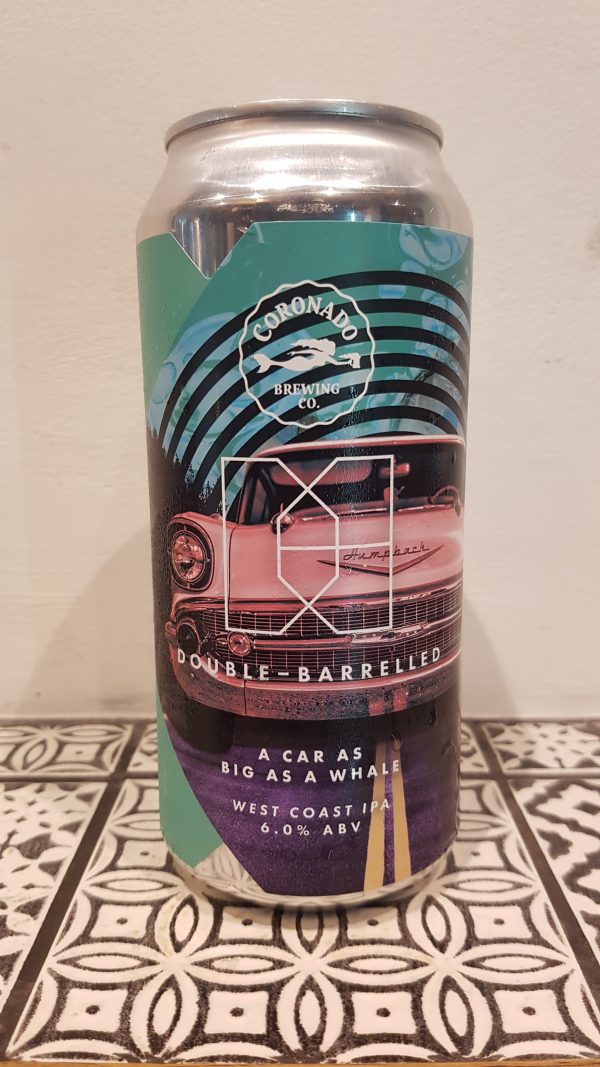 CORONADO
BREWING
CO.
Humpback
DOUBLE-BARRELLED
A CAR AS
BIG AS A WHALE
WEST COAST IPA
6.0% ABV